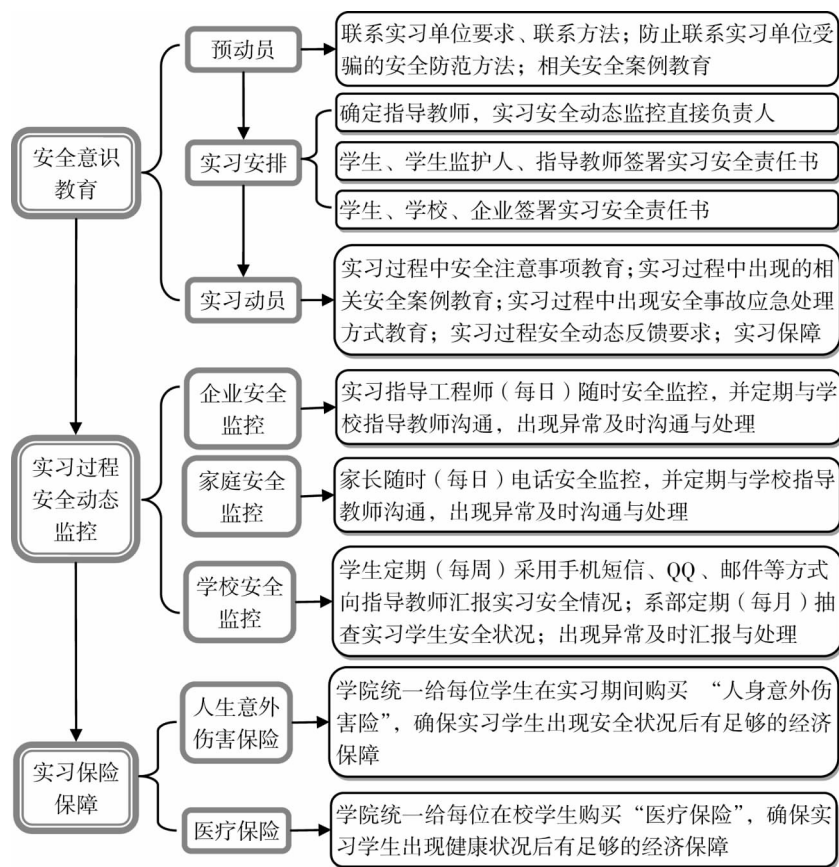 安全意识
教育
预动员
联系实习单位要求、联系方法；防止联系实习单位受
骗的安全防范方法；相关安全案例教育
实习安排
确定指导教师，实习安全动态监控直接负责人
学生、学生监护人、指导教师签署实习安全责任书
学生、学校、企业签署实习安全责任书
实习动员
实习过程中安全注意事项教育；实习过程中出现的相
关安全案例教育；实习过程中出现安全事故应急处理
方式教育；实习过程安全动态反馈要求；实习保障
实习过程
安全动态
监控
企业安全
监控
实习指导工程师（每日）随时安全监控，并定期与学
校指导教师沟通，出现异常及时沟通与处理
家庭安全
监控
家长随时（每日）电话安全监控，并定期与学校指导
教师沟通，出现异常及时沟通与处理
学校安全
监控
学生定期（每周）采用手机短信、QQ、邮件等方式
向指导教师汇报实习安全情况；系部定期（每月）抽
查实习学生安全状况；出现异常及时汇报与处理
实习保险
保障
人生意外
伤害保险
学院统一给每位学生在实习期间购买 “人身意外伤
害险”，确保实习学生出现安全状况后有足够的经济
保障
医疗保险
学院统一给每位在校学生购买“医疗保险”，确保实
习学生出现健康状况后有足够的经济保障